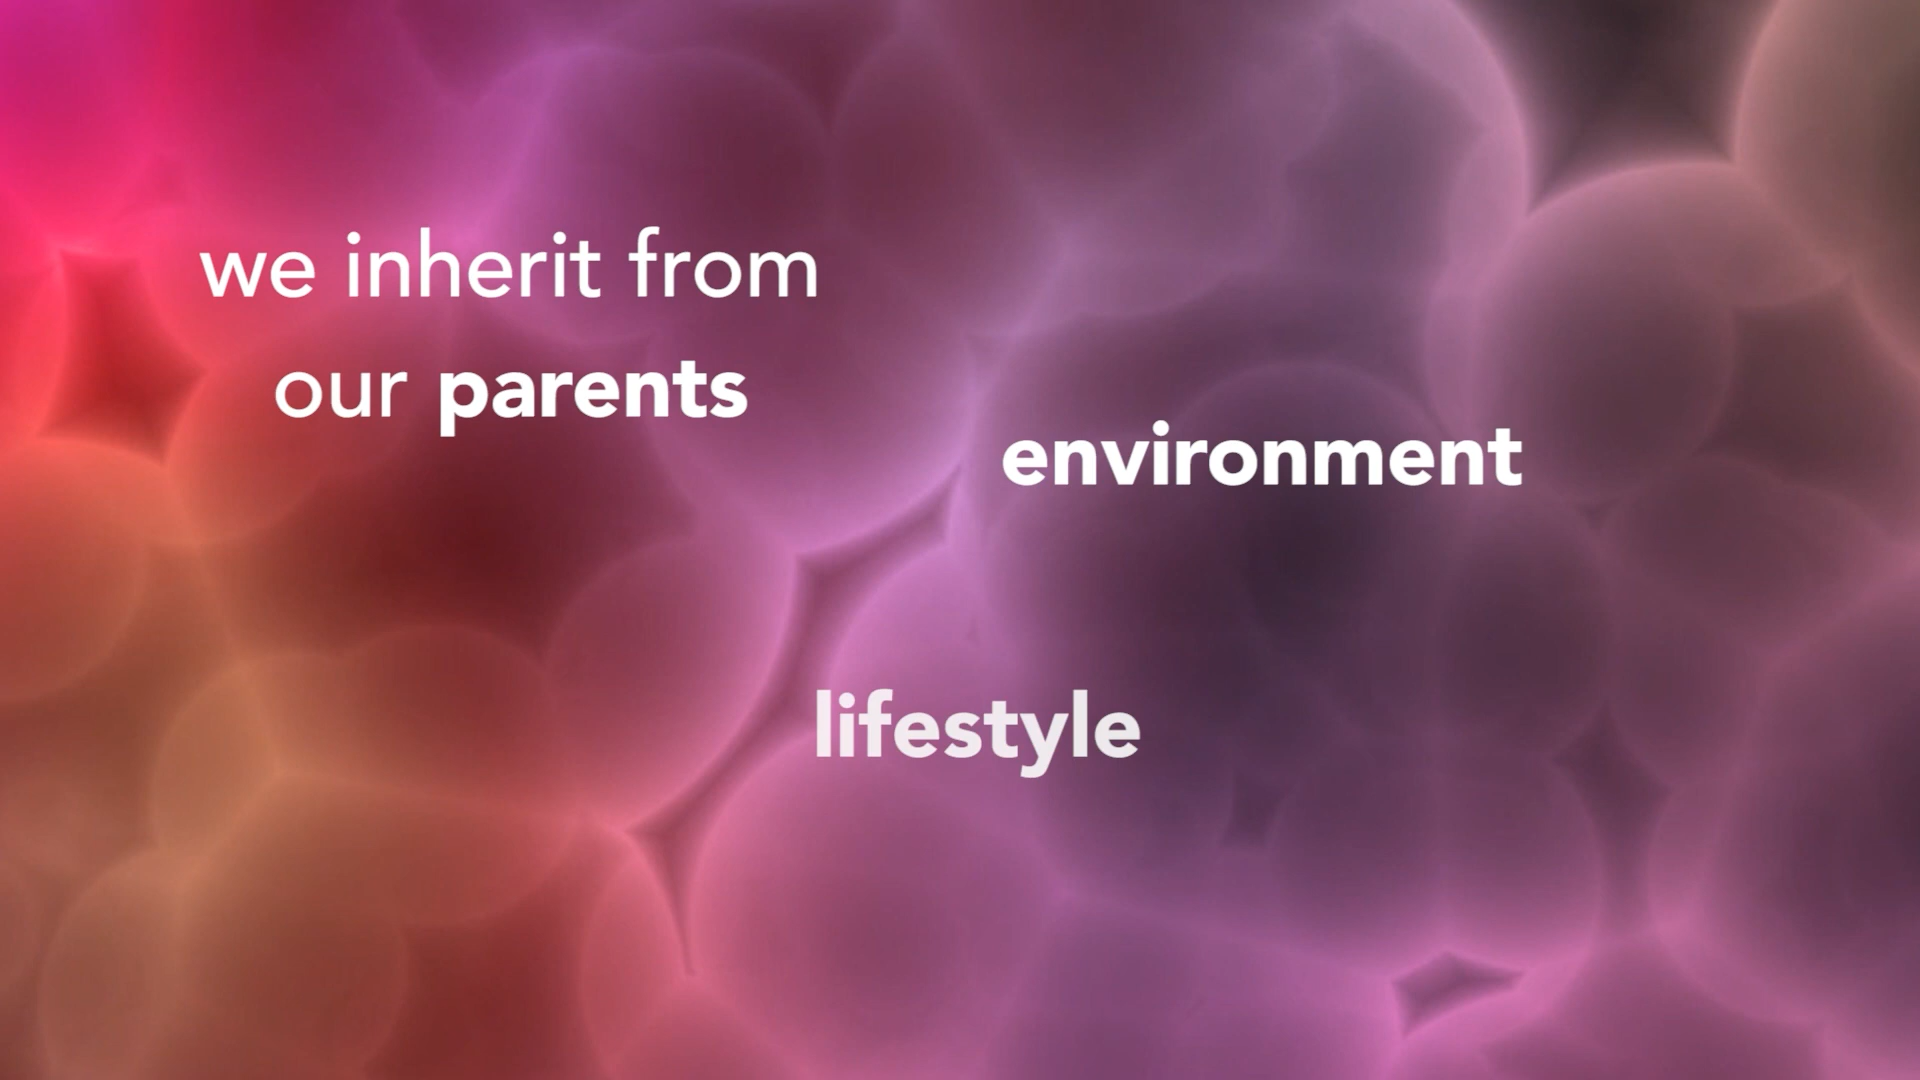 we inherit from
our parents
environment
lifestyle